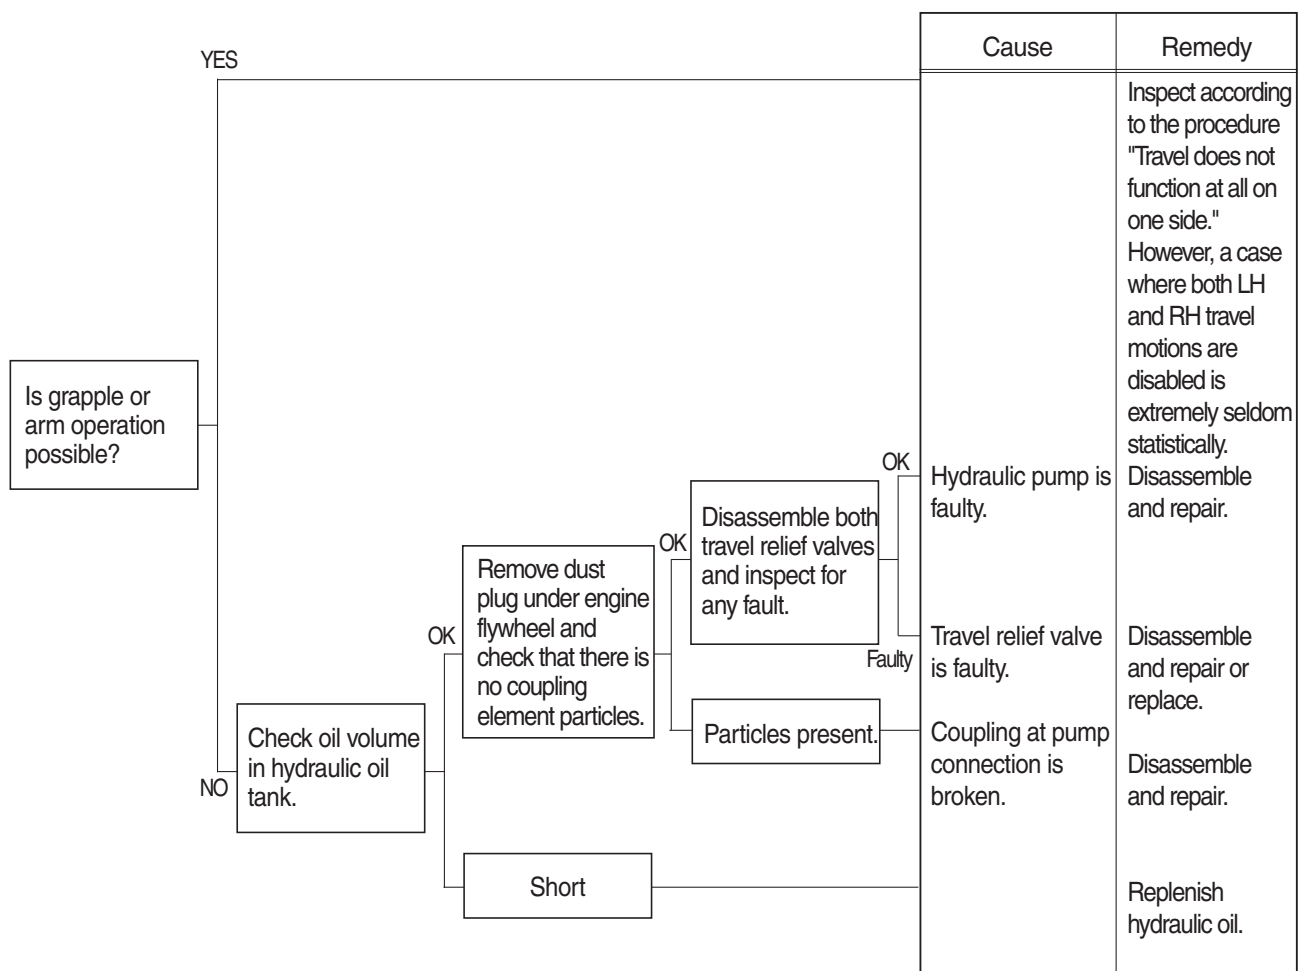 Cause
Remedy
YES
Inspect according
to the procedure
"Travel does not
function at all on
one side."
However, a case
where both LH
and RH travel
motions are
disabled is
extremely seldom
statistically.
Is grapple or
arm operation
possible?
OK
Hydraulic pump is
faulty.
Disassemble
and repair.
Disassemble both
travel relief valves
and inspect for
any fault.
OK
Remove dust
plug under engine
flywheel and
check that there is
no coupling
element particles.
OK
Faulty
Travel relief valve
is faulty.
Disassemble
and repair or
replace.
Particles present.
Coupling at pump
connection is
broken.
Disassemble
and repair.
NO
Check oil volume
in hydraulic oil
tank.
Short
Replenish
hydraulic oil.